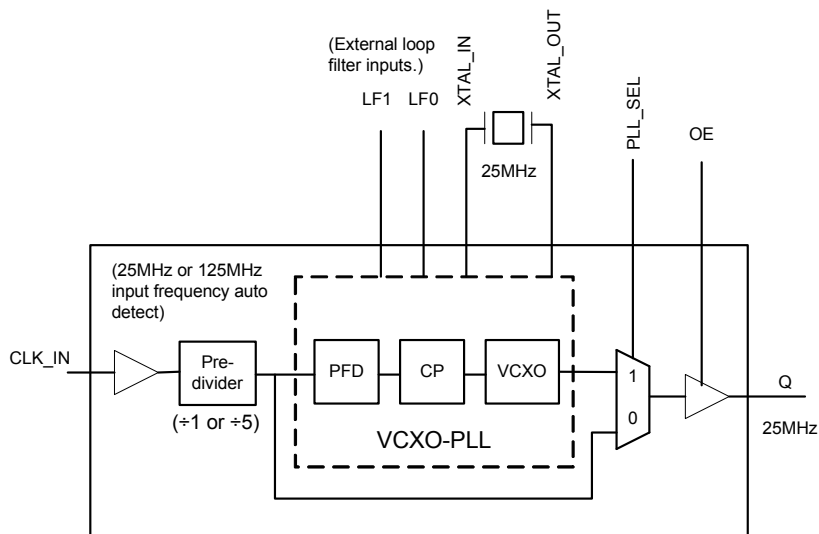 (External loop
filter inputs.)
LF1 LF0
XTAL_IN
XTAL_OUT
25MHz
PLL_SEL
OE
(25MHz or 125MHz
input frequency auto
detect)
CLK_IN
Pre-
divider
(÷1 or ÷5)
PFD
CP
VCXO
VCXO-PLL
1
0
Q
25MHz